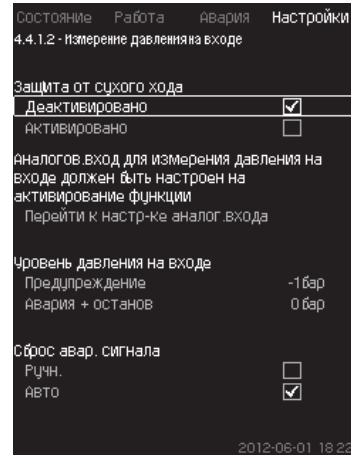 Состояние Работа Авария Настройки
4.4.1.2 - Измерение давления на входе
Защита от сухого хода
Деактивировано
Активировано
Аналогов.вход для измерения давления на
входе должен быть настроен на
активирование функции
Перейти к настр-ке аналог.входа
Уровень давления на входе
Предупреждение -1бар
Авария + останов 0 бар
Сброс авар. сигнала
Ручн.
Авто
2012-06-01 18:22